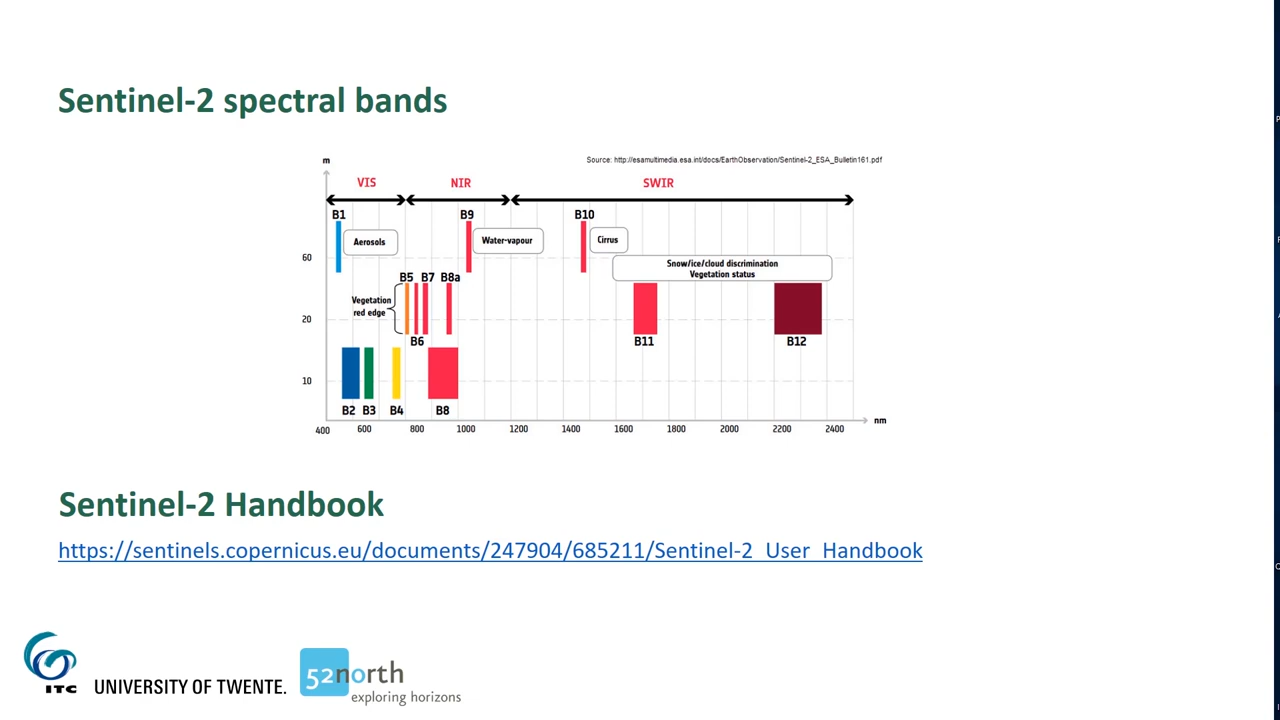 Sentinel-2 spectral bands
Source: http://esamultimedia.esa.int/docs/EarthObservation/Sentinel-2_ESA_Bulletin161.pdf
m
VIS
NIR
SWIR
B1
B9
B10
Aerosols
Water-vapour
Cirrus
60
Snow/ice/cloud discrimination
Vegetation status
B5
B7
B8a
Vegetation
red edge
20
B6
B11
B12
10
B2
B3
B4
B8
nm
400
600
800
1000
1200
1400
1600
1800
2000
2200
2400
Sentinel-2 Handbook
https://sentinels.copernicus.eu/documents/247904/685211/Sentinel-2_User_Handbook
ITC
UNIVERSITY OF TWENTE.
52north
exploring horizons